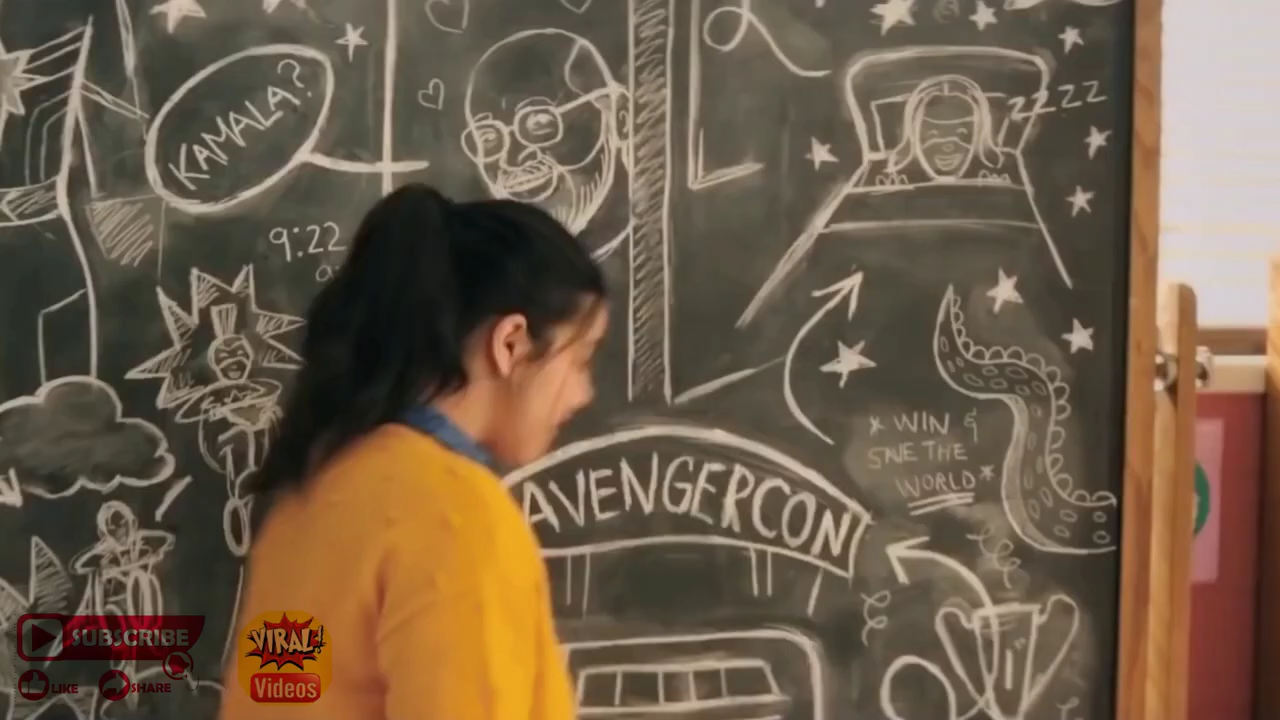 KAMALA?
ZZZZ
9:22
* WIN &
SAVE THE
WORLD*
AVENGERCON
SUBSCRIBE
LIKE
SHARE
VIRAL!
Videos